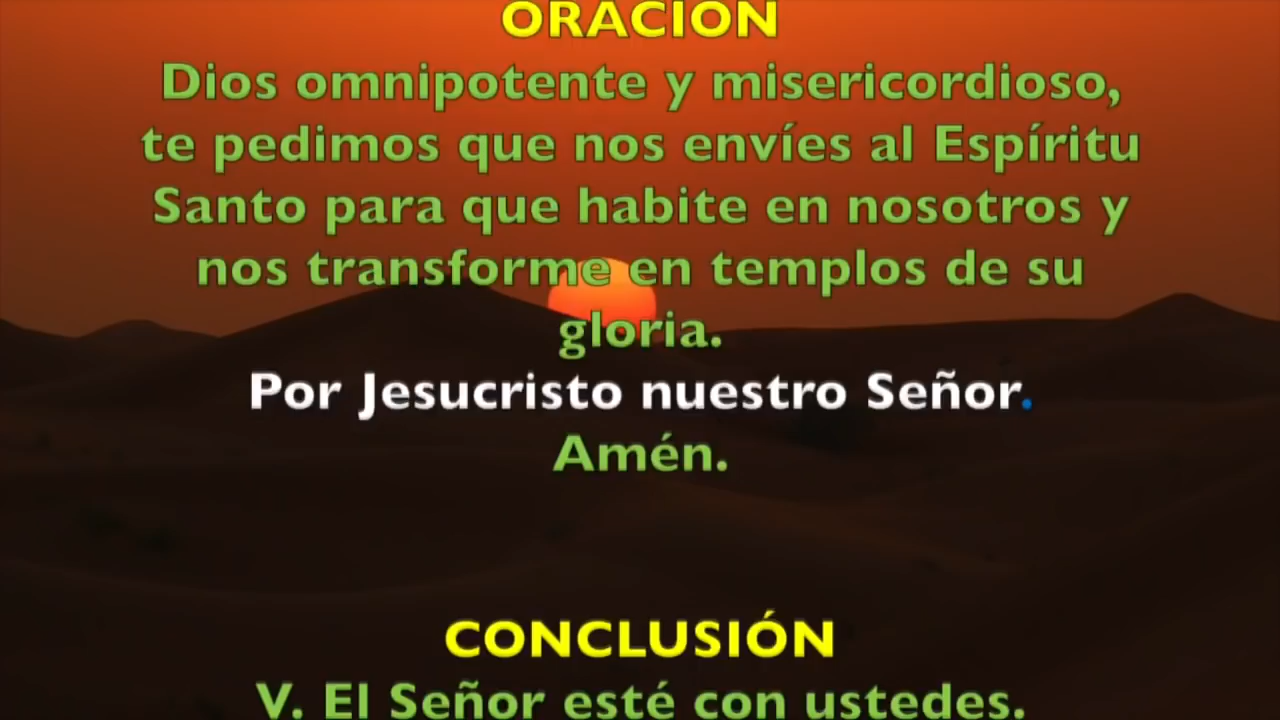 ORACIÓN
Dios omnipotente y misericordioso,
te pedimos que nos envíes al Espíritu
Santo para que habite en nosotros y
nos transforme en templos de su
gloria.
Por Jesucristo nuestro Señor.
Amén.
CONCLUSIÓN
V. El Señor esté con ustedes.